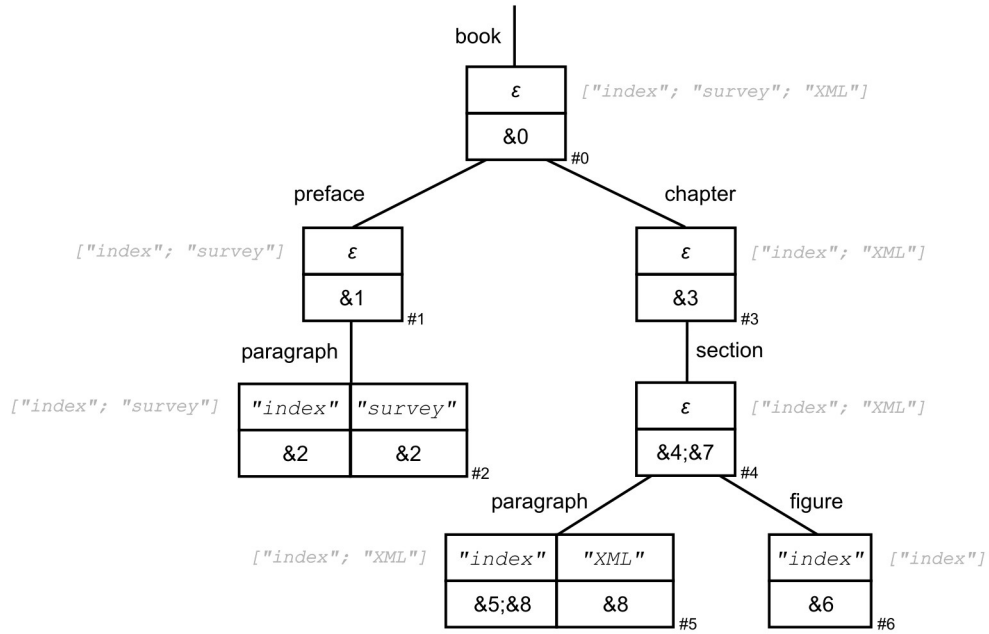 book
ε ["index"; "survey"; "XML"]
&0
#0
preface chapter
["index"; "survey"] ε ε ["index"; "XML"]
&1 &3
#1 #3
paragraph section
["index"; "survey"] "index" "survey" ε ["index"; "XML"]
&2 &2 &4;&7
#2 #4
paragraph figure
["index"; "XML"] "index" "XML" "index" ["index"]
&5;&8 &8 &6
#5 #6